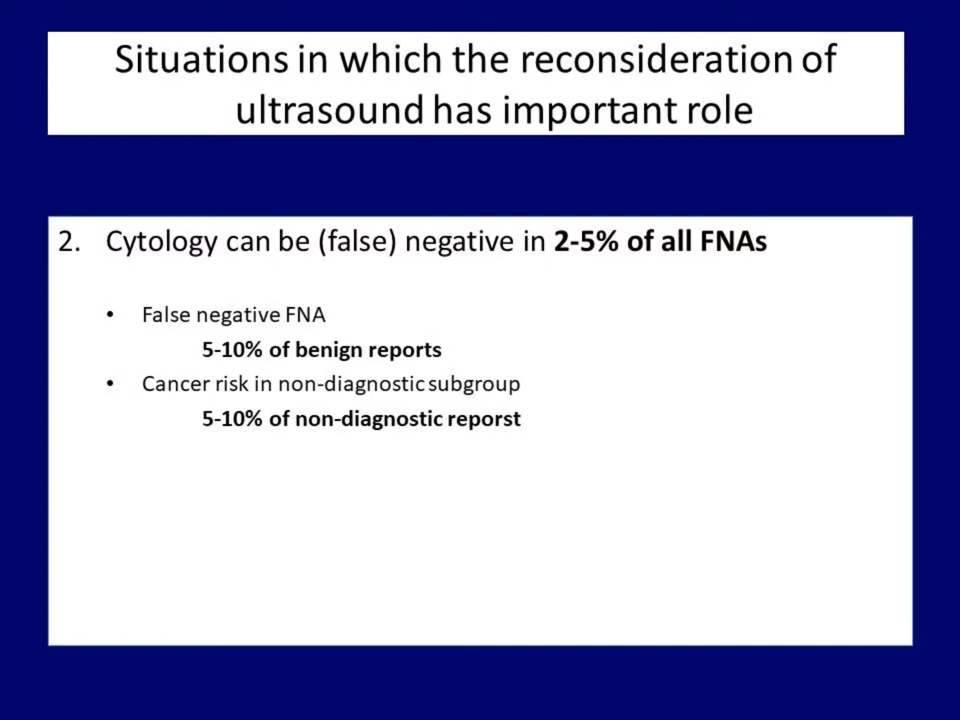 Situations in which the reconsideration of
ultrasound has important role
2. Cytology can be (false) negative in 2-5% of all FNAs
• False negative FNA
5-10% of benign reports
• Cancer risk in non-diagnostic subgroup
5-10% of non-diagnostic reporst